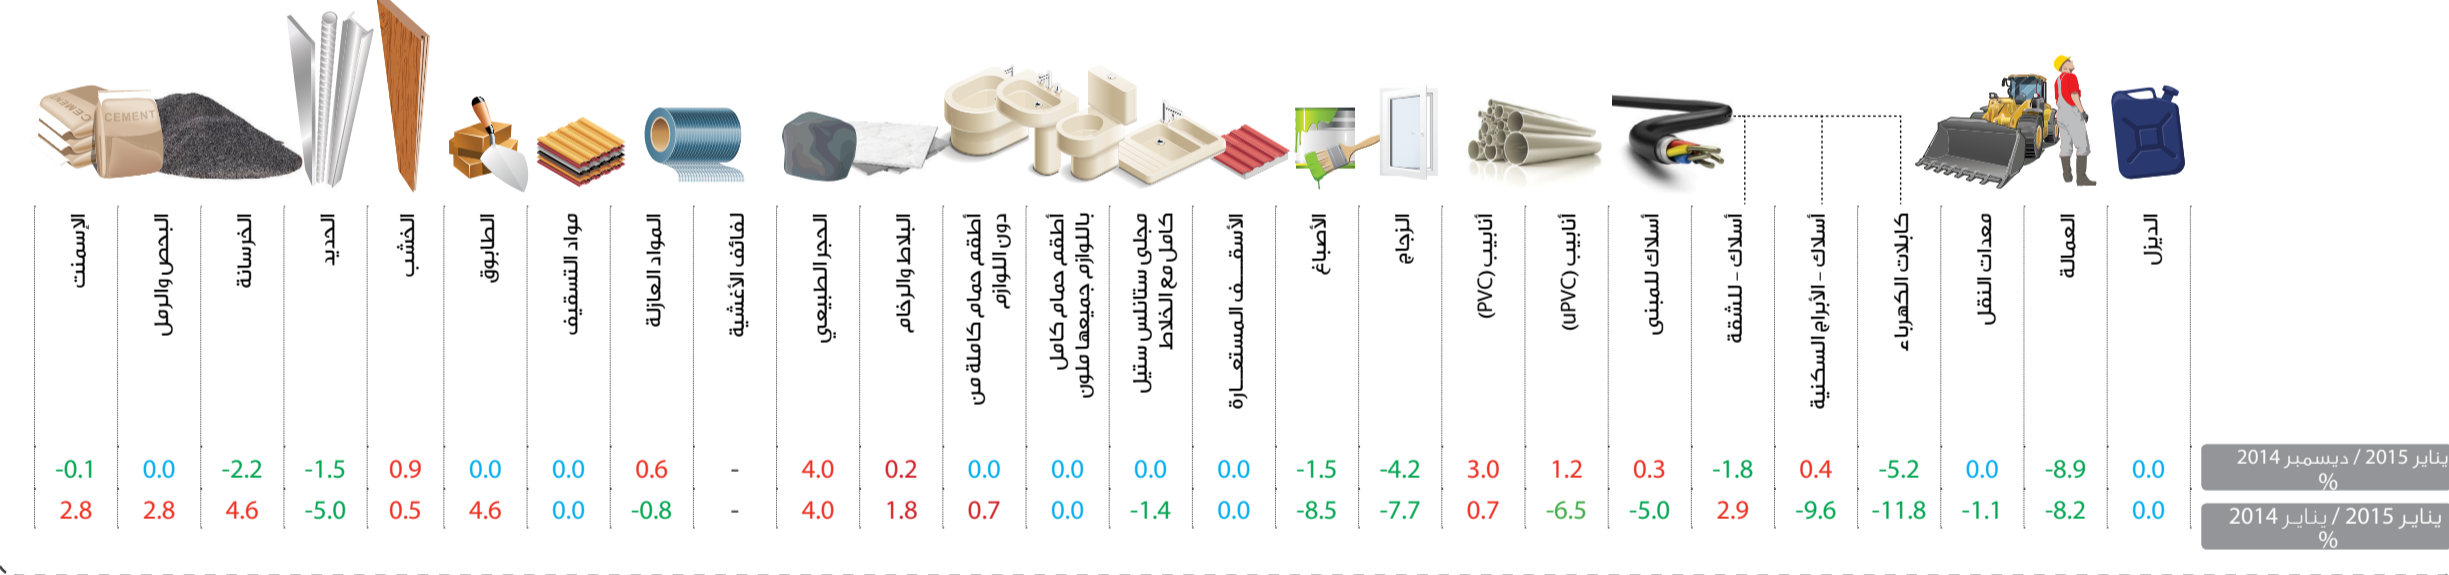 CEMENT
CEMENT
الديزل
العمالة
معدات النقل
كابلات الكهرباء
أسلاك - الأبراج السكنية
أسلاك - للشقة
أسلاك للمبنى
أنابيب (uPVC)
أنابيب (PVC)
الزجاج
الأصباغ
الأسقف المستعارة
مجلى ستانلس ستيل
كامل مع الخلاط
أطقم حمام كامل
باللوازم جميعها ملون
أطقم حمام كاملة من
دون اللوازم
البلاط والرخام
الحجر الطبيعي
لفائف الأغشية
المواد العازلة
مواد التسقيف
الطابوق
الخشب
الحديد
الخرسانة
البحص والرمل
الإسمنت
يناير 2015 / ديسمبر 2014
%
0.0 -8.9 0.0 -5.2 0.4 -1.8 0.3 1.2 3.0 -4.2 -1.5 0.0 0.0 0.0 0.0 0.2 4.0 - 0.6 0.0 0.0 0.9 -1.5 -2.2 0.0 -0.1
يناير 2015 / يناير 2014
%
0.0 -8.2 -1.1 -11.8 -9.6 2.9 -5.0 -6.5 0.7 -7.7 -8.5 0.0 -1.4 0.0 0.7 1.8 4.0 - -0.8 0.0 4.6 0.5 -5.0 4.6 2.8 2.8